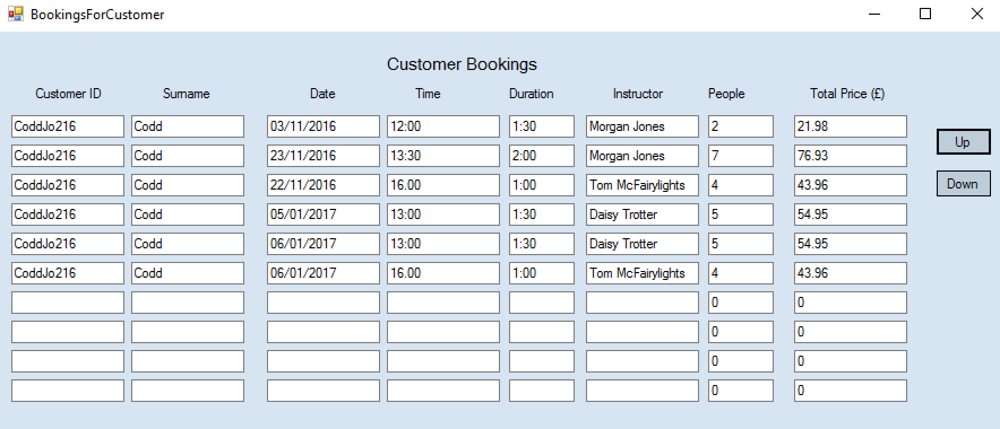 BookingsForCustomer
Customer Bookings
Customer ID Surname Date Time Duration Instructor People Total Price (£)
CoddJo216 Codd 03/11/2016 12:00 1:30 Morgan Jones 2 21.98
Up
CoddJo216 Codd 23/11/2016 13:30 2:00 Morgan Jones 7 76.93
CoddJo216 Codd 22/11/2016 16.00 1:00 Tom McFairylights 4 43.96
Down
CoddJo216 Codd 05/01/2017 13:00 1:30 Daisy Trotter 5 54.95
CoddJo216 Codd 06/01/2017 13:00 1:30 Daisy Trotter 5 54.95
CoddJo216 Codd 06/01/2017 16.00 1:00 Tom McFairylights 4 43.96
0 0
0 0
0 0
0 0